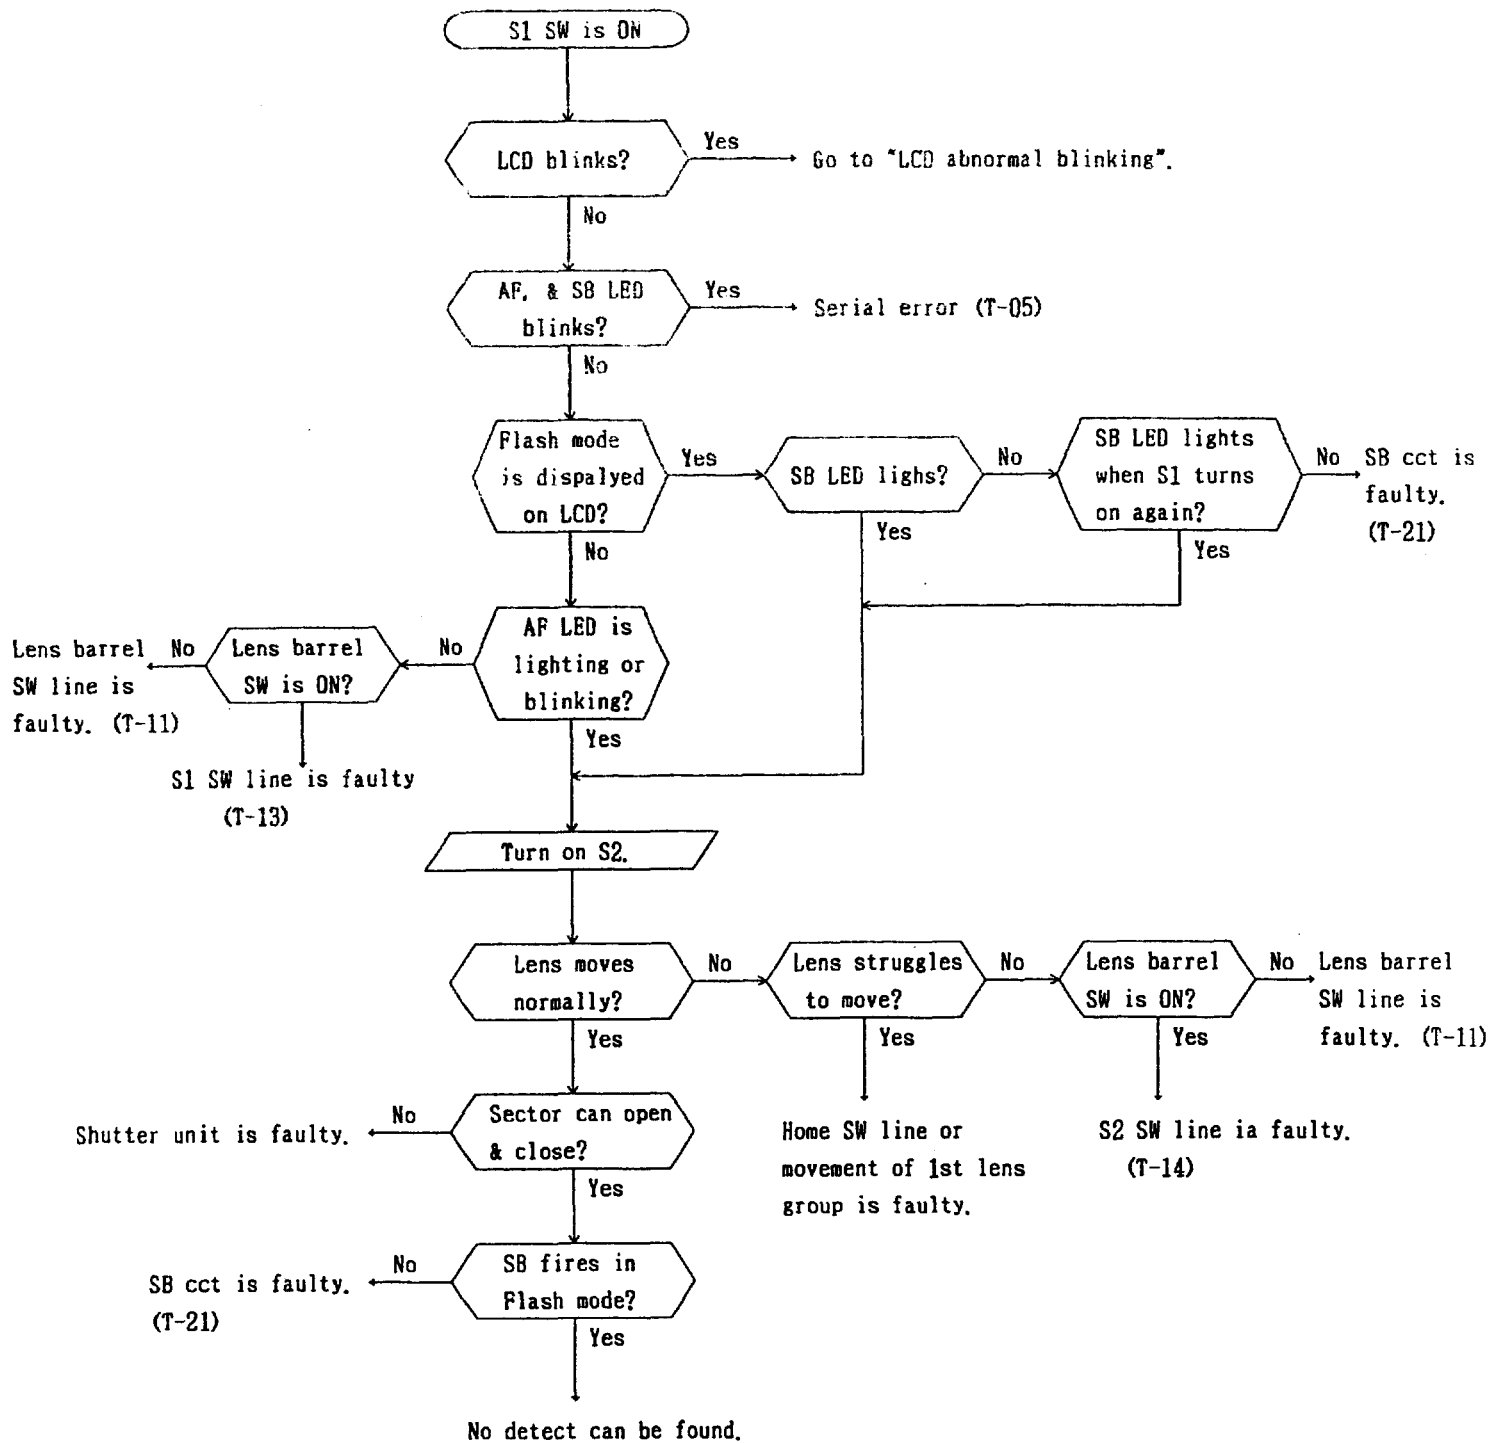 S1 SW is ON
LCD blinks?
Yes
Go to "LCD abnormal blinking".
No
AF, & SB LED
blinks?
Yes
Serial error (T-05)
No
Flash mode
is dispalyed
on LCD?
Yes
SB LED lighs?
No
SB LED lights
when S1 turns
on again?
No
SB cct is
faulty.
(T-21)
Yes
Yes
No
AF LED is
lighting or
blinking?
No
Lens barrel
SW is ON?
No
Lens barrel
SW line is
faulty. (T-11)
S1 SW line is faulty
(T-13)
Yes
Turn on S2.
Lens moves
normally?
No
Lens struggles
to move?
No
Lens barrel
SW is ON?
No
Lens barrel
SW line is
faulty. (T-11)
Yes
Yes
Yes
Home SW line or
movement of 1st lens
group is faulty.
S2 SW line ia faulty.
(T-14)
Sector can open
& close?
No
Shutter unit is faulty.
Yes
SB fires in
Flash mode?
No
SB cct is faulty.
(T-21)
Yes
No detect can be found.